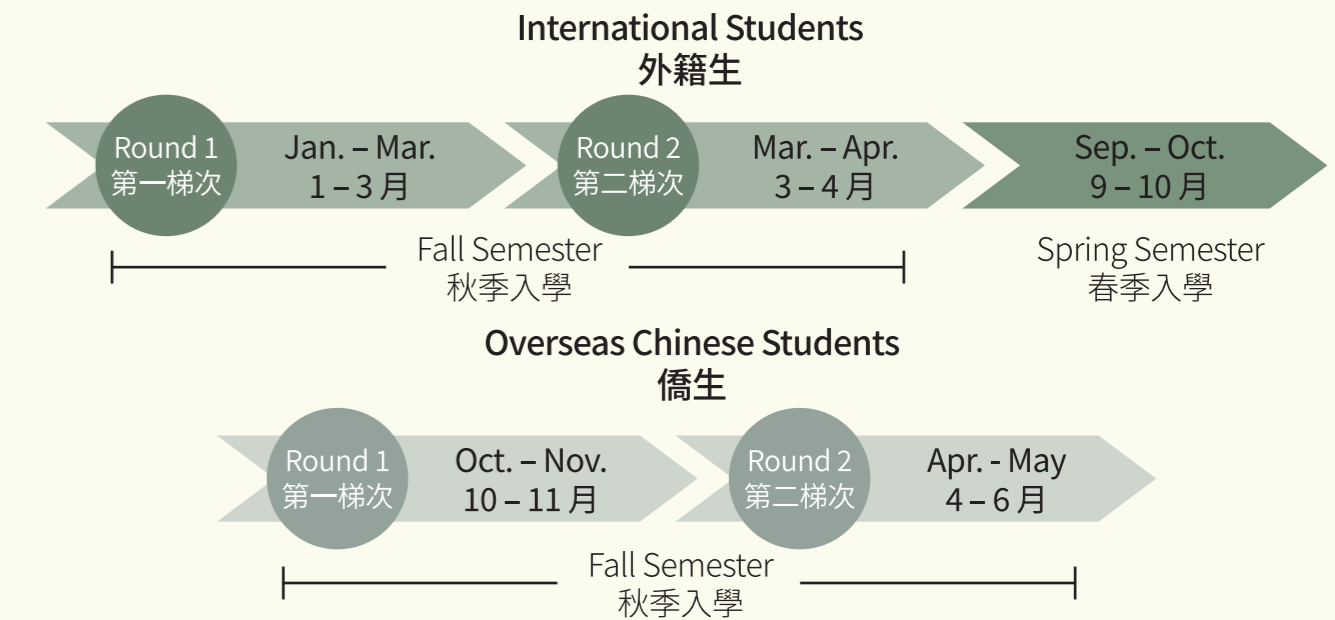 International Students
外籍生
Round 1
第一梯次
Jan. – Mar.
1 – 3 月
Round 2
第二梯次
Mar. – Apr.
3 – 4 月
Sep. – Oct.
9 – 10 月
Fall Semester
秋季入學
Spring Semester
春季入學
Overseas Chinese Students
僑生
Round 1
第一梯次
Oct. – Nov.
10 – 11 月
Round 2
第二梯次
Apr. - May
4 – 6 月
Fall Semester
秋季入學